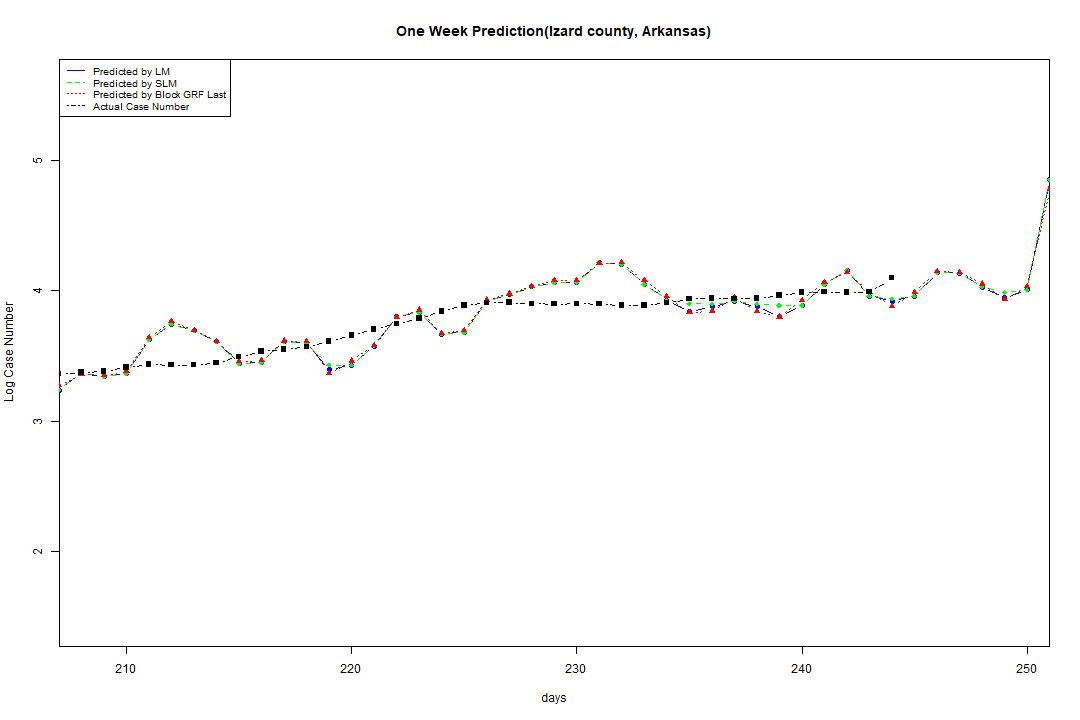 One Week Prediction(Izard county, Arkansas)
Predicted by LM
Predicted by SLM
Predicted by Block GRF Last
Actual Case Number
Log Case Number
5
4
3
2
210 220 230 240 250
days